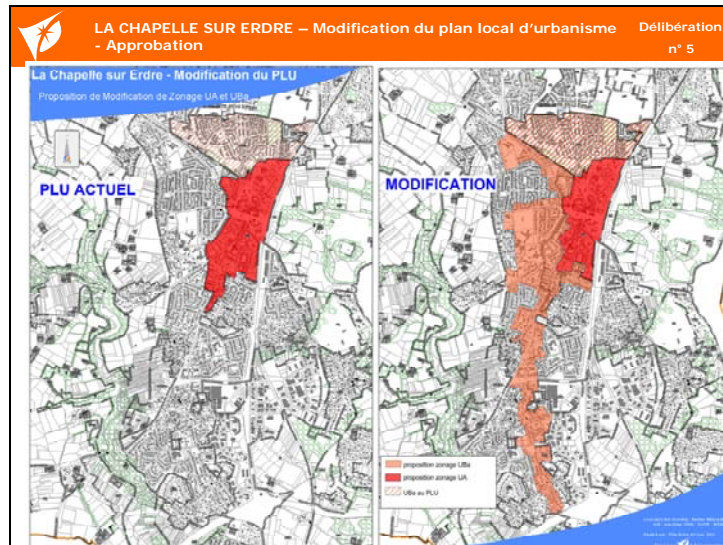 LA CHAPELLE SUR ERDRE – Modification du plan local d'urbanisme
- Approbation
Délibération
n° 5
La Chapelle sur Erdre - Modification du PLU
Proposition de Modification de Zonage UA et UBa
PLU ACTUEL
MODIFICATION
proposition zonage UBa
proposition zonage UA
UBa au PLU